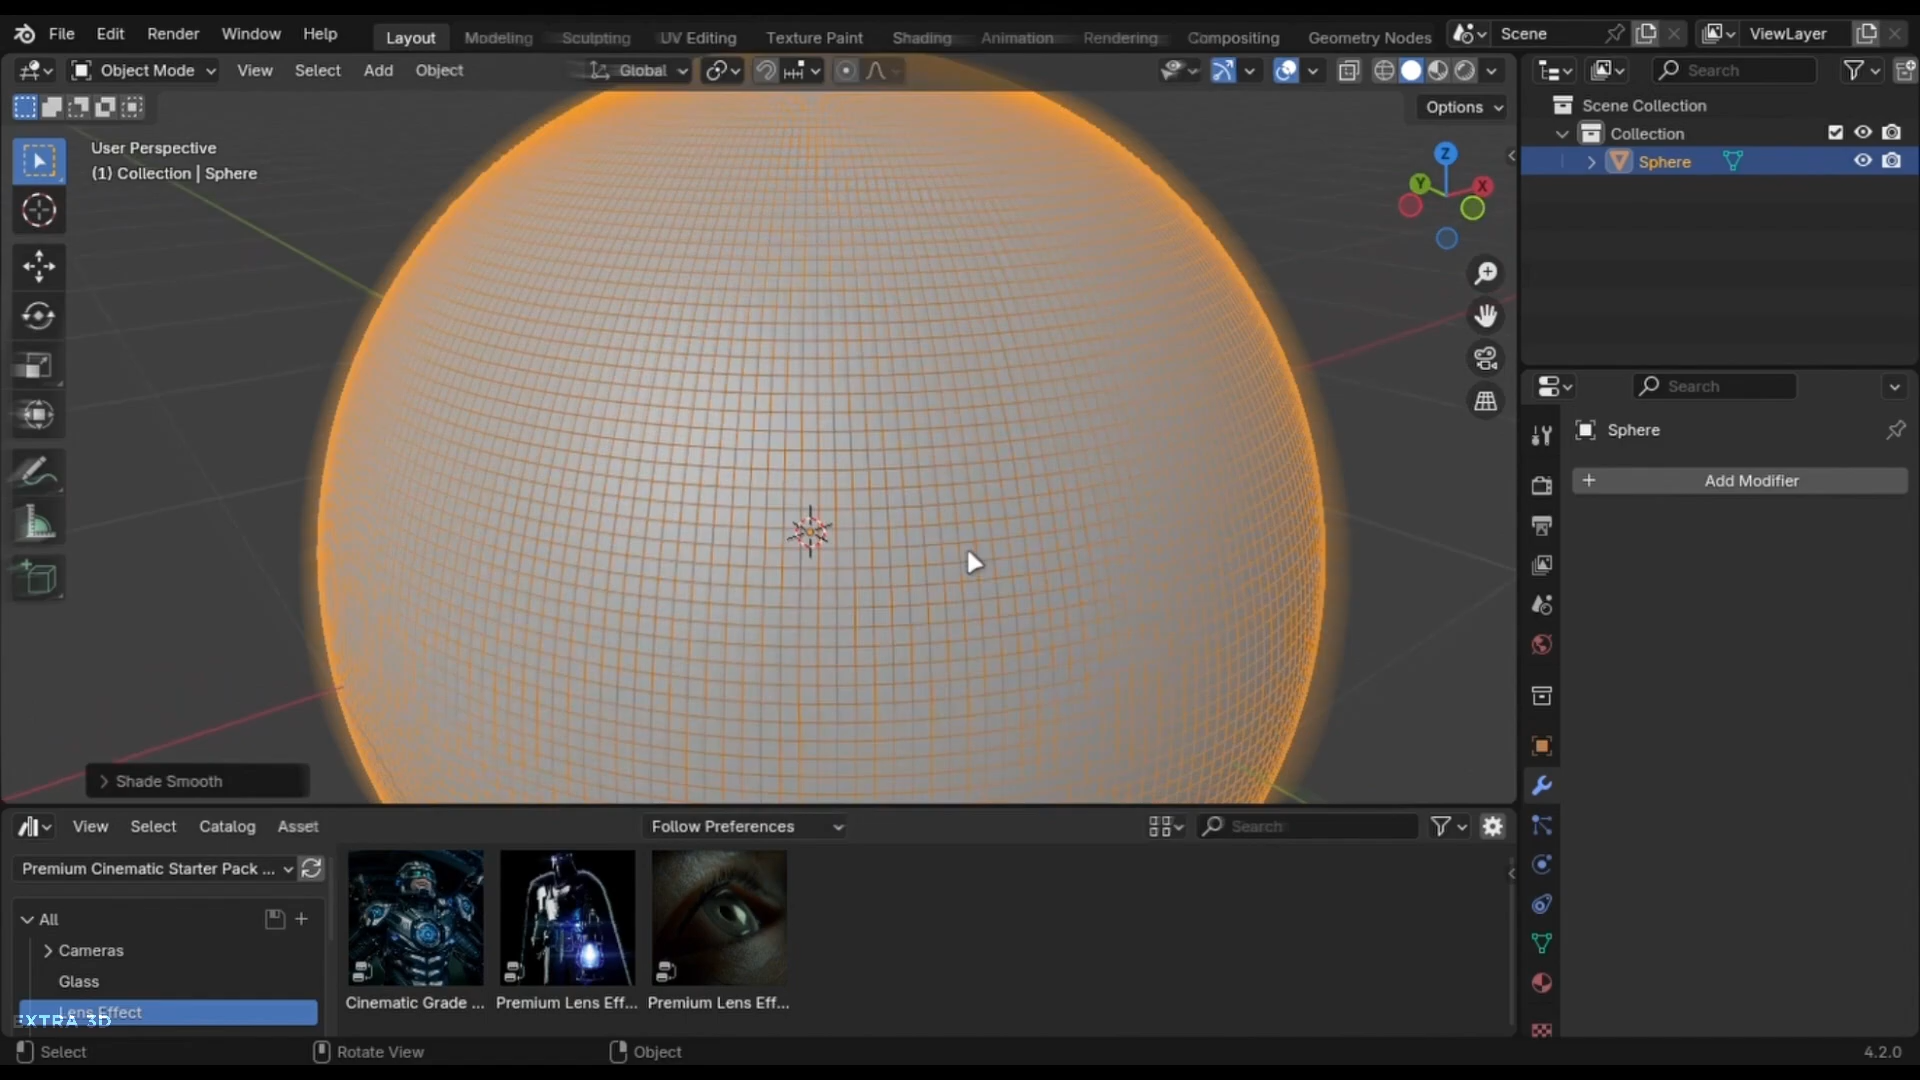 File Edit Render Window Help Layout Modeling Sculpting UV Editing Texture Paint Shading Animation Rendering Compositing Geometry Nodes Scene ViewLayer
Object Mode View Select Add Object Global Search
Options
User Perspective
(1) Collection | Sphere
Scene Collection
Collection
Sphere
Z
Y
X
Search
Sphere
Add Modifier
Shade Smooth
View Select Catalog Asset Follow Preferences Search
Premium Cinematic Starter Pack ...
All
Cameras
Glass
Lens Effect
EXTRA 3D
Cinematic Grade ... Premium Lens Eff... Premium Lens Eff...
Select Rotate View Object 4.2.0